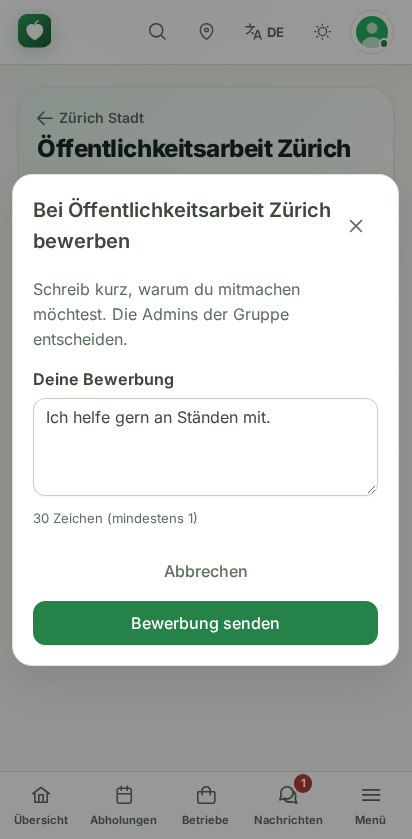 DE
Zürich Stadt
Öffentlichkeitsarbeit Zürich
Bei Öffentlichkeitsarbeit Zürich
bewerben
Schreib kurz, warum du mitmachen
möchtest. Die Admins der Gruppe
entscheiden.
Deine Bewerbung
Ich helfe gern an Ständen mit.
30 Zeichen (mindestens 1)
Abbrechen
Bewerbung senden
1
Übersicht Abholungen Betriebe Nachrichten Menü